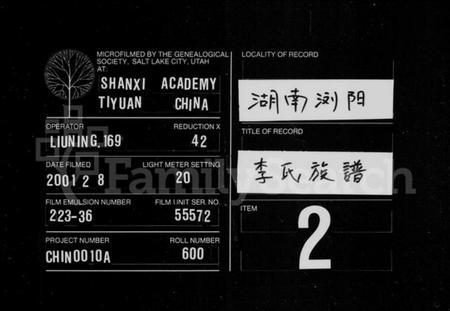 MICROFILMED BY THE GENEALOGICAL
SOCIETY, SALT LAKE CITY, UTAH
AT:
SHANXI ACADEMY
TIYUAN CHINA
OPERATOR REDUCTION X
LIUNING,169 42
DATE FILMED LIGHT METER SETTING
2001 2 8 20
FILM EMULSION NUMBER FILM UNIT SER. NO.
223-36 55572
PROJECT NUMBER ROLL NUMBER
CHIN0010A 600
LOCALITY OF RECORD
湖南浏阳
TITLE OF RECORD
李氏族譜
ITEM
2
FamilySearch